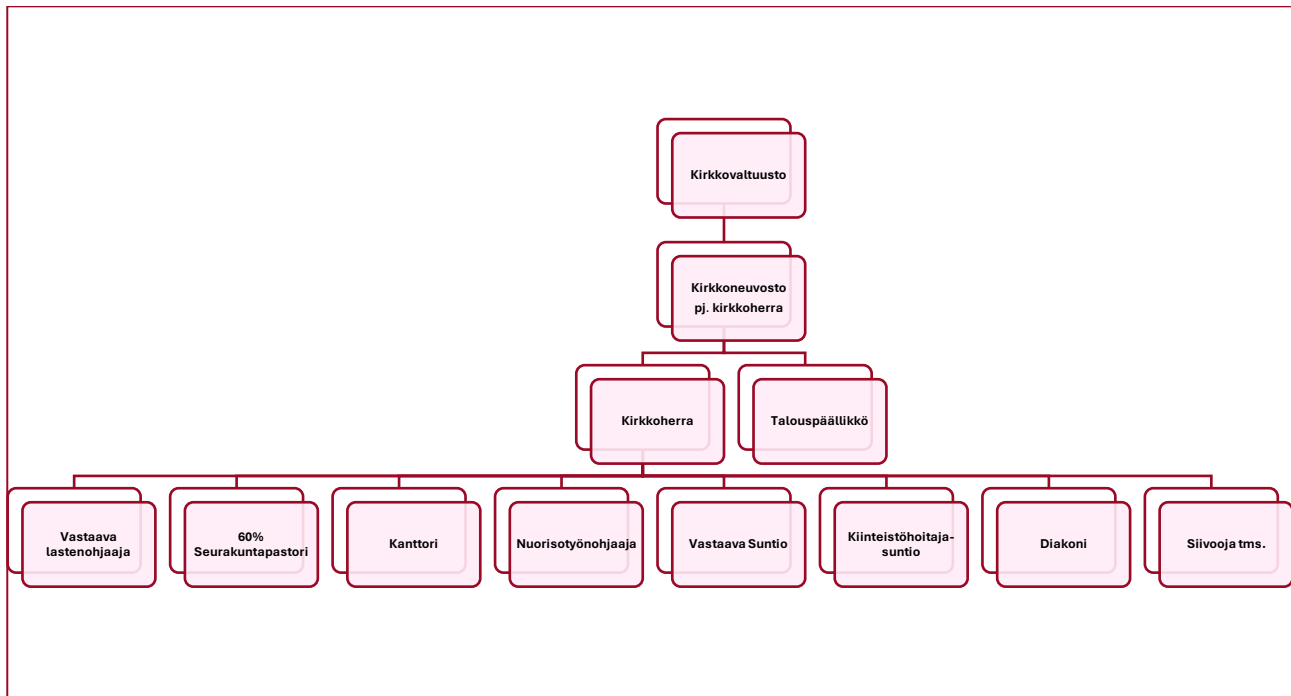 Kirkkovaltuusto
Kirkkoneuvosto
pj. kirkkoherra
Kirkkoherra
Talouspäällikkö
Vastaava
lastenohjaaja
60%
Seurakuntapastori
Kanttori
Nuorisotyönohjaaja
Vastaava Suntio
Kiinteistöhoitaja-
suntio
Diakoni
Siivooja tms.